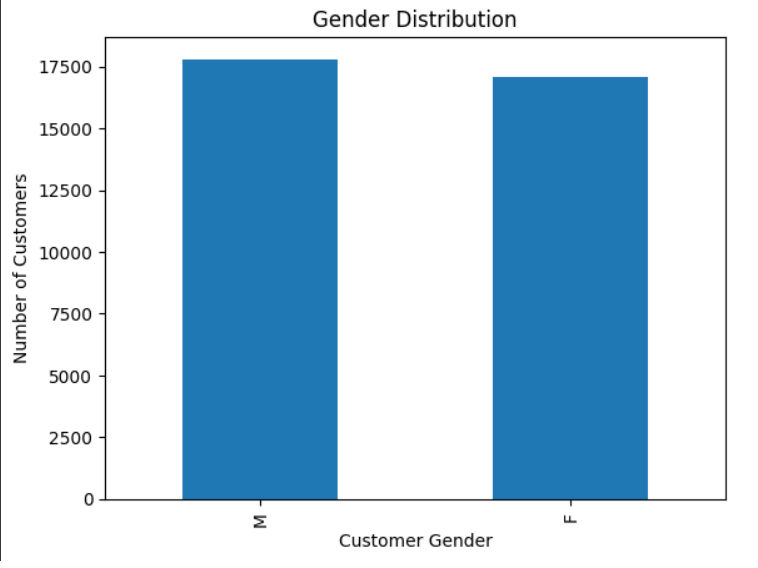 Gender Distribution
Number of Customers
17500
15000
12500
10000
7500
5000
2500
0
M
F
Customer Gender